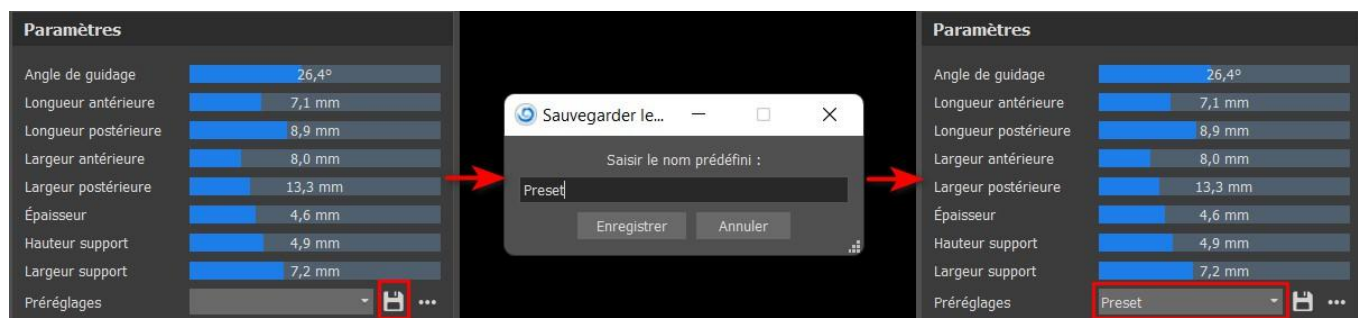 Paramètres
Angle de guidage 26,4°
Longueur antérieure 7,1 mm
Longueur postérieure 8,9 mm
Largeur antérieure 8,0 mm
Largeur postérieure 13,3 mm
Épaisseur 4,6 mm
Hauteur support 4,9 mm
Largeur support 7,2 mm
Préréglages
Sauvegarder le...
Saisir le nom prédéfini :
Preset
Enregistrer Annuler
Paramètres
Angle de guidage 26,4°
Longueur antérieure 7,1 mm
Longueur postérieure 8,9 mm
Largeur antérieure 8,0 mm
Largeur postérieure 13,3 mm
Épaisseur 4,6 mm
Hauteur support 4,9 mm
Largeur support 7,2 mm
Préréglages Preset